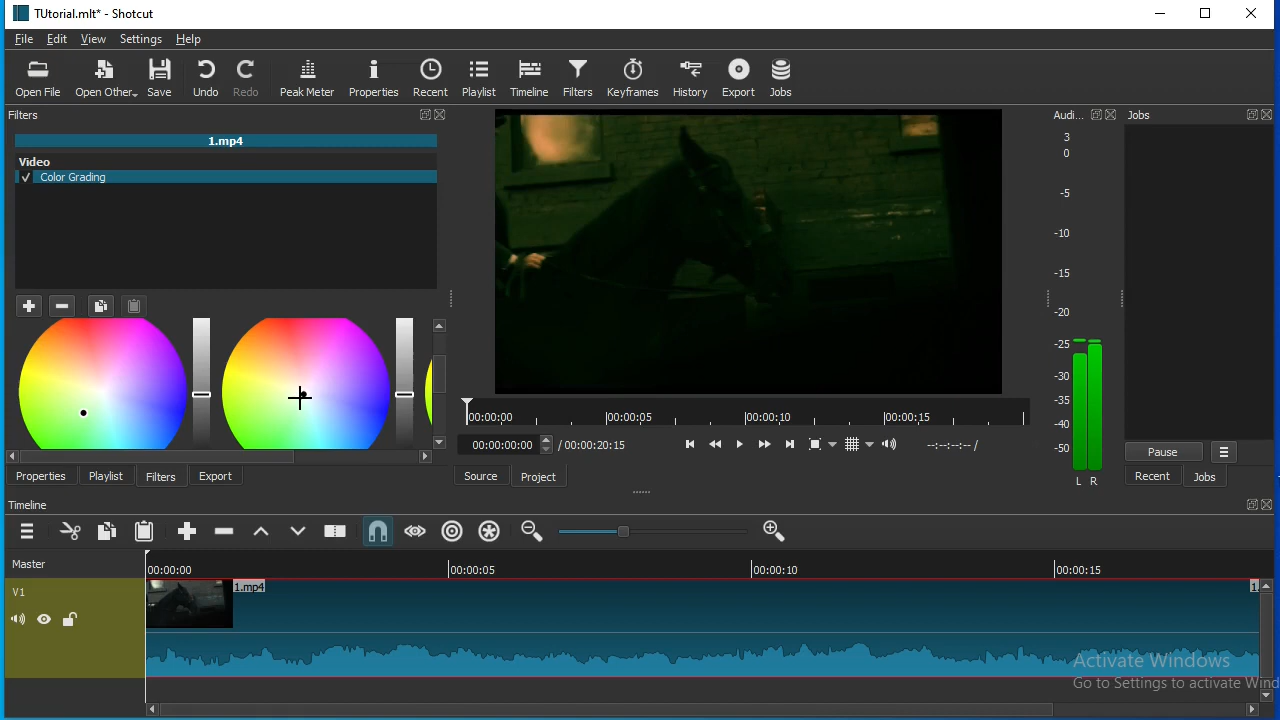 TUtorial.mlt* - Shotcut
File Edit View Settings Help
Open File Open Other Save Undo Redo Peak Meter Properties Recent Playlist Timeline Filters Keyframes History Export Jobs
Filters
Audi... Jobs
1.mp4
Video
Color Grading
3
0
-5
-10
-15
-20
-25
-30
-35
-40
-50
L R
00:00:00 00:00:05 00:00:10 00:00:15
00:00:00:00 / 00:00:20:15 --:--:--:-- /
Pause
Properties Playlist Filters Export Source Project Recent Jobs
Timeline
Master
00:00:00 00:00:05 00:00:10 00:00:15
V1
1.mp4 1.
Activate Windows
Go to Settings to activate Wind